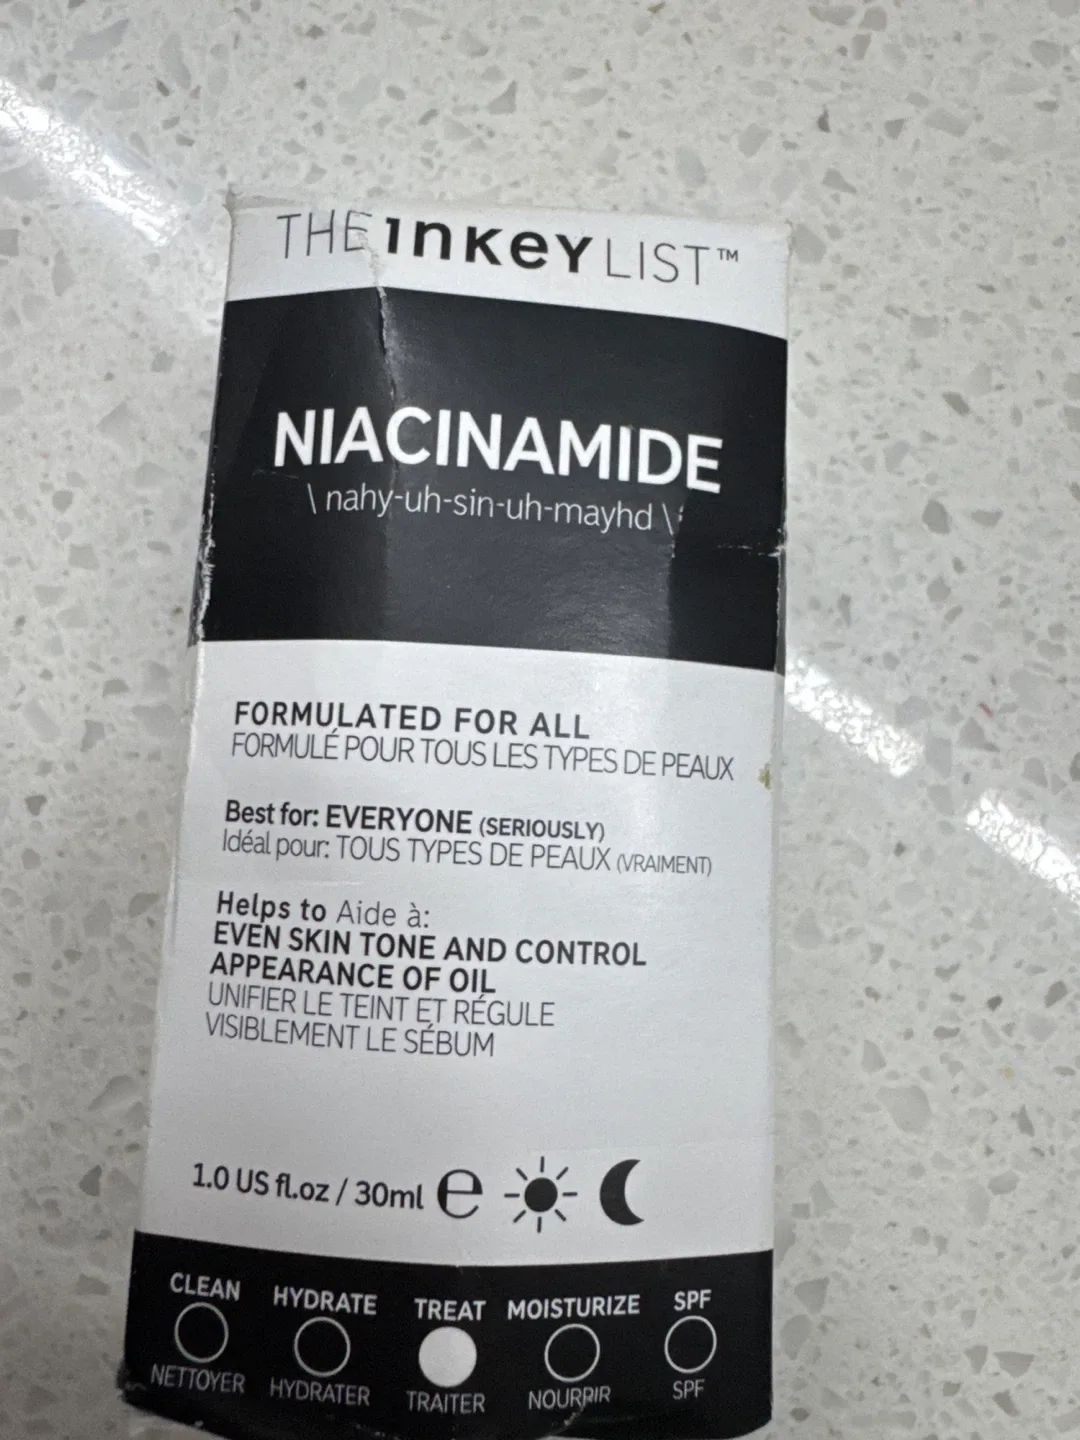 THE INKEY LIST™
NIACINAMIDE
\ nahy-uh-sin-uh-mayhd \
FORMULATED FOR ALL
FORMULÉ POUR TOUS LES TYPES DE PEAUX
Best for: EVERYONE (SERIOUSLY)
Idéal pour: TOUS TYPES DE PEAUX (VRAIMENT)
Helps to Aide à:
EVEN SKIN TONE AND CONTROL
APPEARANCE OF OIL
UNIFIER LE TEINT ET RÉGULE
VISIBLEMENT LE SÉBUM
1.0 US fl.oz / 30ml ℮
CLEAN HYDRATE TREAT MOISTURIZE SPF
NETTOYER HYDRATER TRAITER NOURRIR SPF